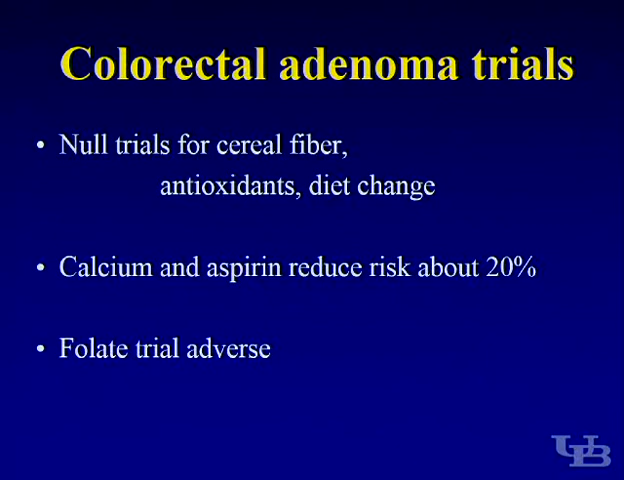 Colorectal adenoma trials
• Null trials for cereal fiber,
antioxidants, diet change
• Calcium and aspirin reduce risk about 20%
• Folate trial adverse
UB